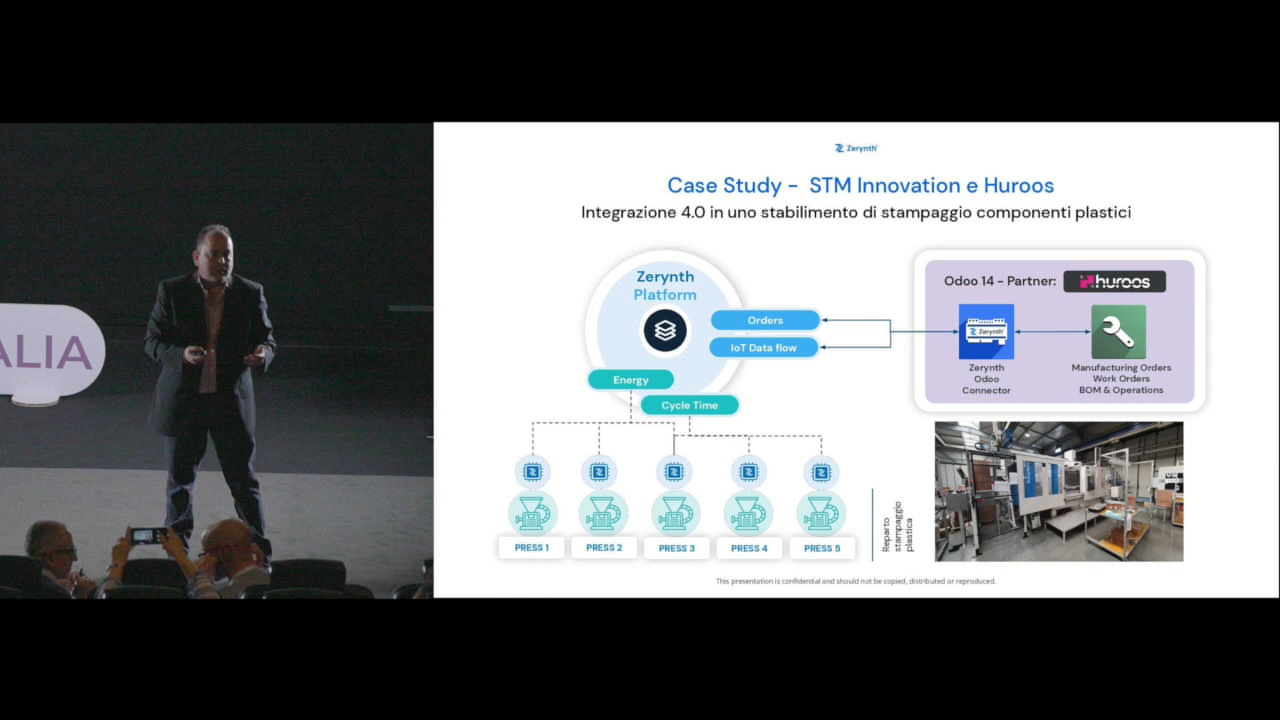 ALIA
Zerynth
Case Study - STM Innovation e Huroos
Integrazione 4.0 in uno stabilimento di stampaggio componenti plastici
Zerynth
Platform
Orders
IoT Data flow
Energy
Cycle Time
Odoo 14 - Partner:
huroos
Zerynth
Zerynth
Odoo
Connector
Manufacturing Orders
Work Orders
BOM & Operations
PRESS 1
PRESS 2
PRESS 3
PRESS 4
PRESS 5
Reparto
stampaggio
plastica
This presentation is confidential and should not be copied, distributed or reproduced.